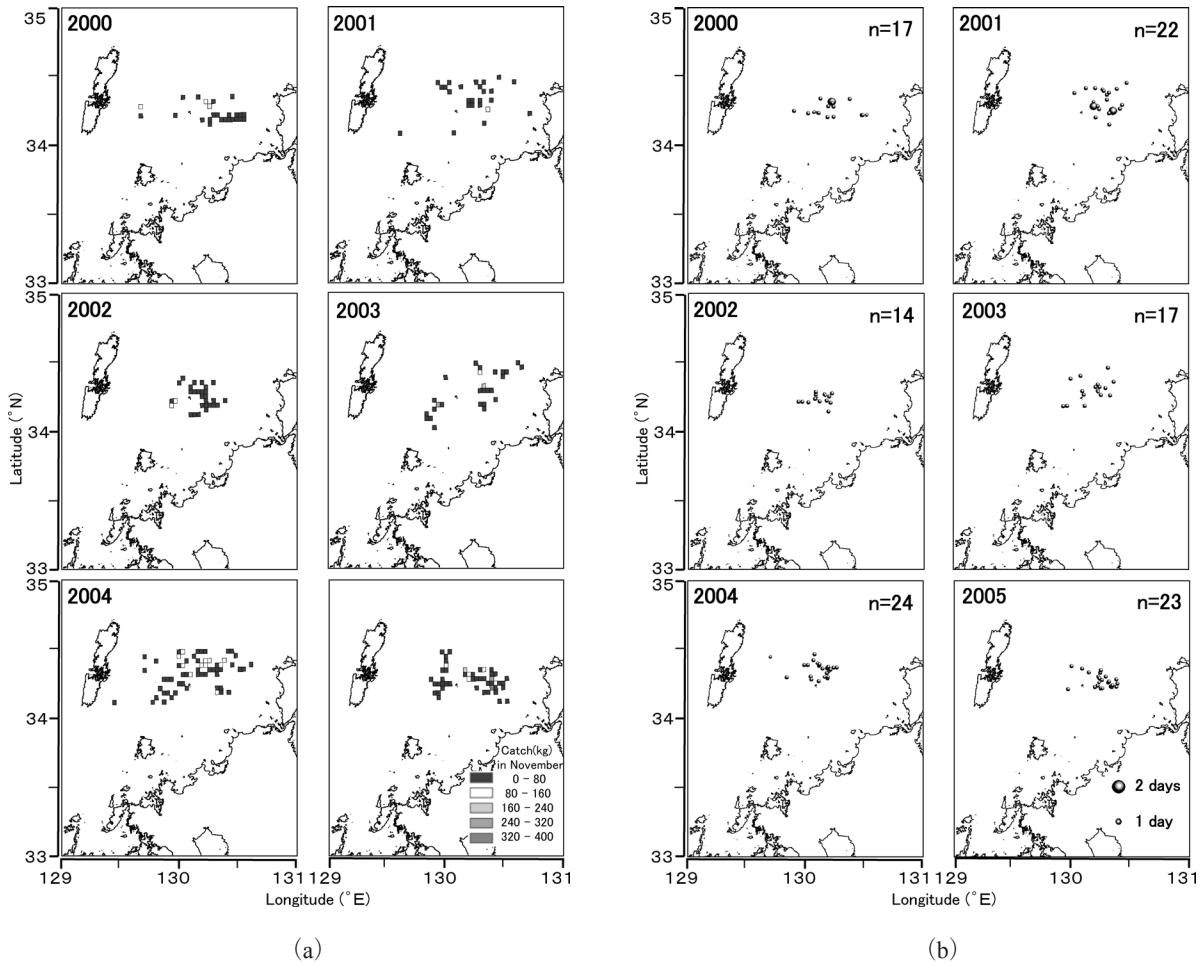 35
2000
2001
34
33
35
2002
2003
34
33
35
2004
34
33
Catch(kg)
in November
0 – 80
80 – 160
160 – 240
240 – 320
320 – 400
129
130
131
130
131
Latitude (°N)
Longitude (°E)
(a)
35
2000
n=17
2001
n=22
34
33
35
2002
n=14
2003
n=17
34
33
35
2004
n=24
2005
n=23
34
33
2 days
1 day
129
130
131
129
130
131
Latitude (°N)
Longitude (°E)
(b)